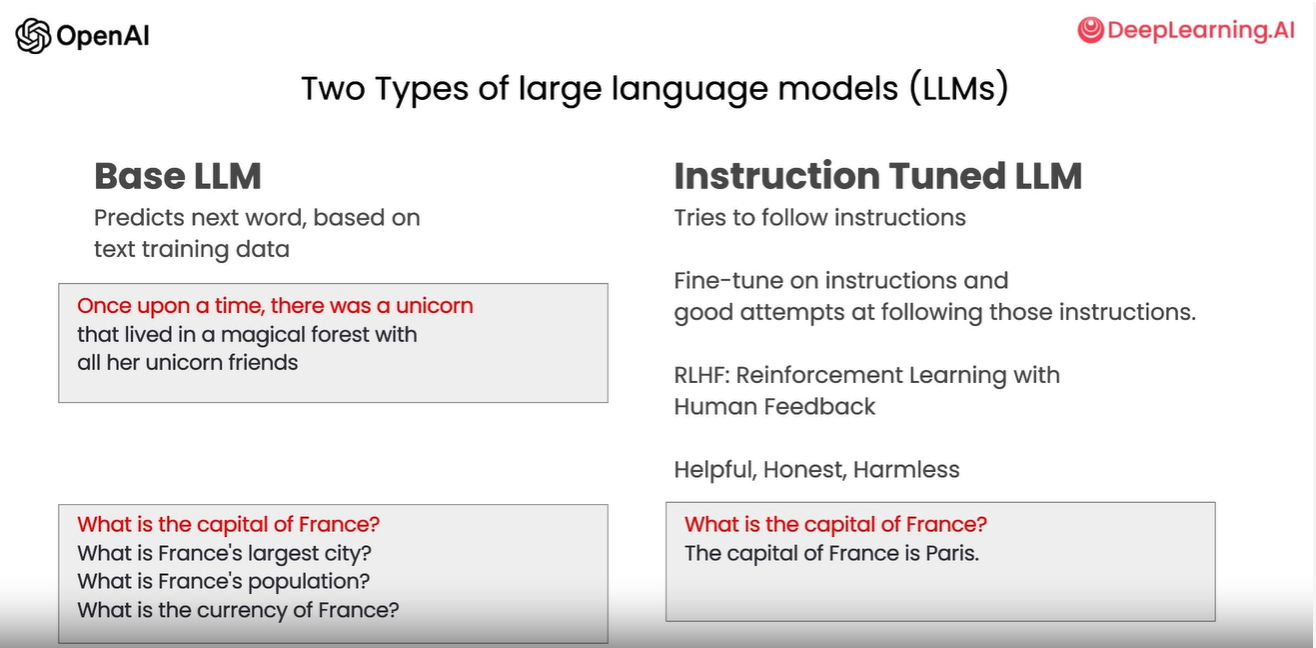 OpenAI
DeepLearning.AI
Two Types of large language models (LLMs)
Base LLM
Predicts next word, based on
text training data
Once upon a time, there was a unicorn
that lived in a magical forest with
all her unicorn friends
What is the capital of France?
What is France's largest city?
What is France's population?
What is the currency of France?
Instruction Tuned LLM
Tries to follow instructions
Fine-tune on instructions and
good attempts at following those instructions.
RLHF: Reinforcement Learning with
Human Feedback
Helpful, Honest, Harmless
What is the capital of France?
The capital of France is Paris.